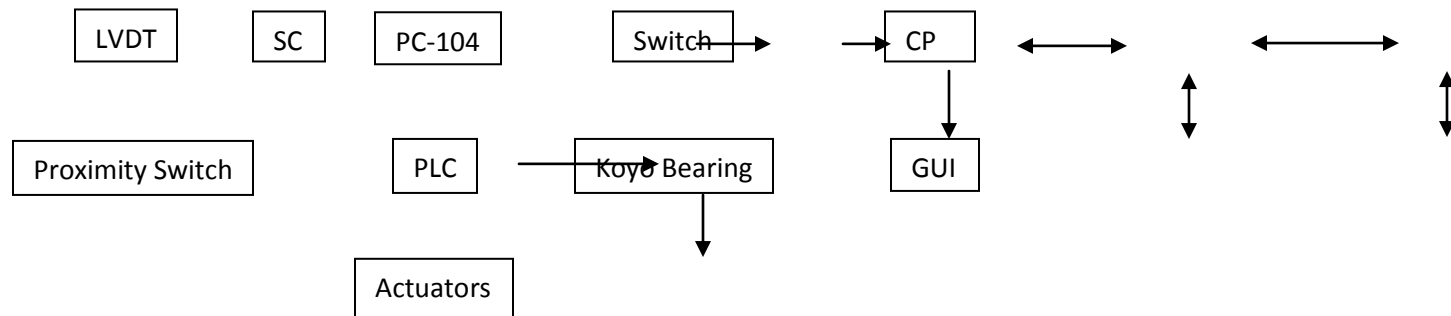 LVDT SC PC-104 Switch CP
Proximity Switch PLC Koyo Bearing GUI
Actuators